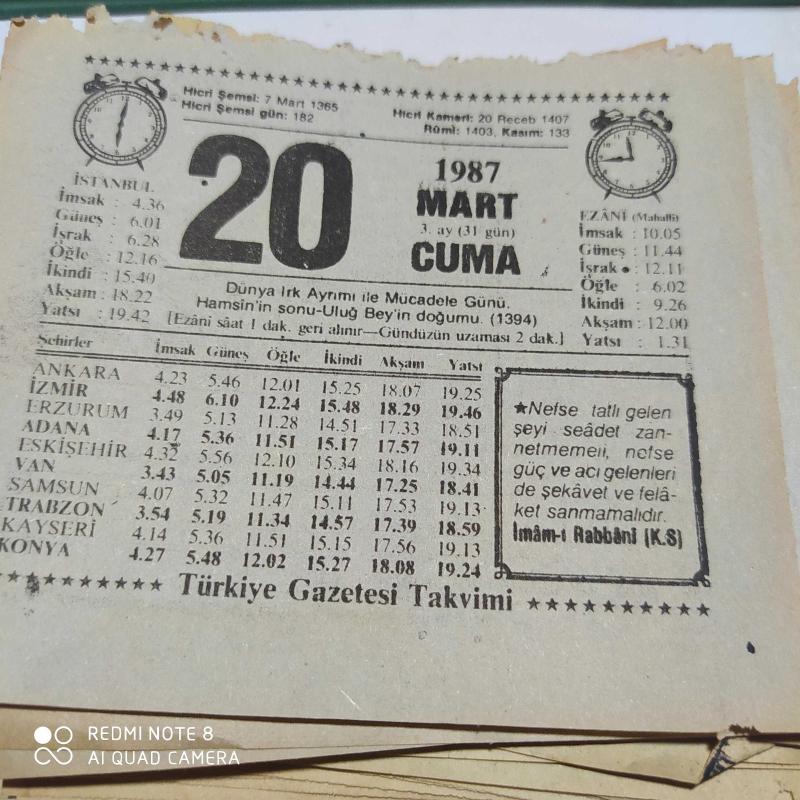 Hicri Şemsi: 7 Mart 1365
Hicri Şemsi gün: 182
Hicri Kameri: 20 Receb 1407
Rûmî: 1403, Kasım: 133
20
1987
MART
3. ay (31 gün)
CUMA
İSTANBUL
İmsak : 4.36
Güneş : 6.01
İşrak : 6.28
Öğle : 12.16
İkindi : 15.40
Akşam : 18.22
Yatsı : 19.42
EZÂNİ (Mahalli)
İmsak : 10.05
Güneş : 11.44
İşrak : 12.11
Öğle : 6.02
İkindi : 9.26
Akşam : 12.00
Yatsı : 1.31
Dünya Irk Ayrımı ile Mücadele Günü.
Hamsîn'in sonu-Uluğ Bey'in doğumu. (1394)
[Ezâni sâat 1 dak. geri alınır—Gündüzün uzaması 2 dak.]
Şehirler İmsak Güneş Öğle İkindi Akşam Yatsı
ANKARA 4.23 5.46 12.01 15.25 18.07 19.25
İZMİR 4.48 6.10 12.24 15.48 18.29 19.46
ERZURUM 3.49 5.13 11.28 14.51 17.33 18.51
ADANA 4.17 5.36 11.51 15.17 17.57 19.11
ESKİŞEHİR 4.32 5.56 12.10 15.34 18.16 19.34
VAN 3.43 5.05 11.19 14.44 17.25 18.41
SAMSUN 4.07 5.32 11.47 15.11 17.53 19.13
TRABZON 3.54 5.19 11.34 14.57 17.39 18.59
KAYSERİ 4.14 5.36 11.51 15.15 17.56 19.13
KONYA 4.27 5.48 12.02 15.27 18.08 19.24
★Nefse tatlı gelen
şeyi seâdet zan-
netmemeli, nefse
güç ve acı gelenleri
de şekâvet ve felâ-
ket sanmamalıdır.
İmâm-ı Rabbânî (K.S)
Türkiye Gazetesi Takvimi
REDMI NOTE 8
AI QUAD CAMERA